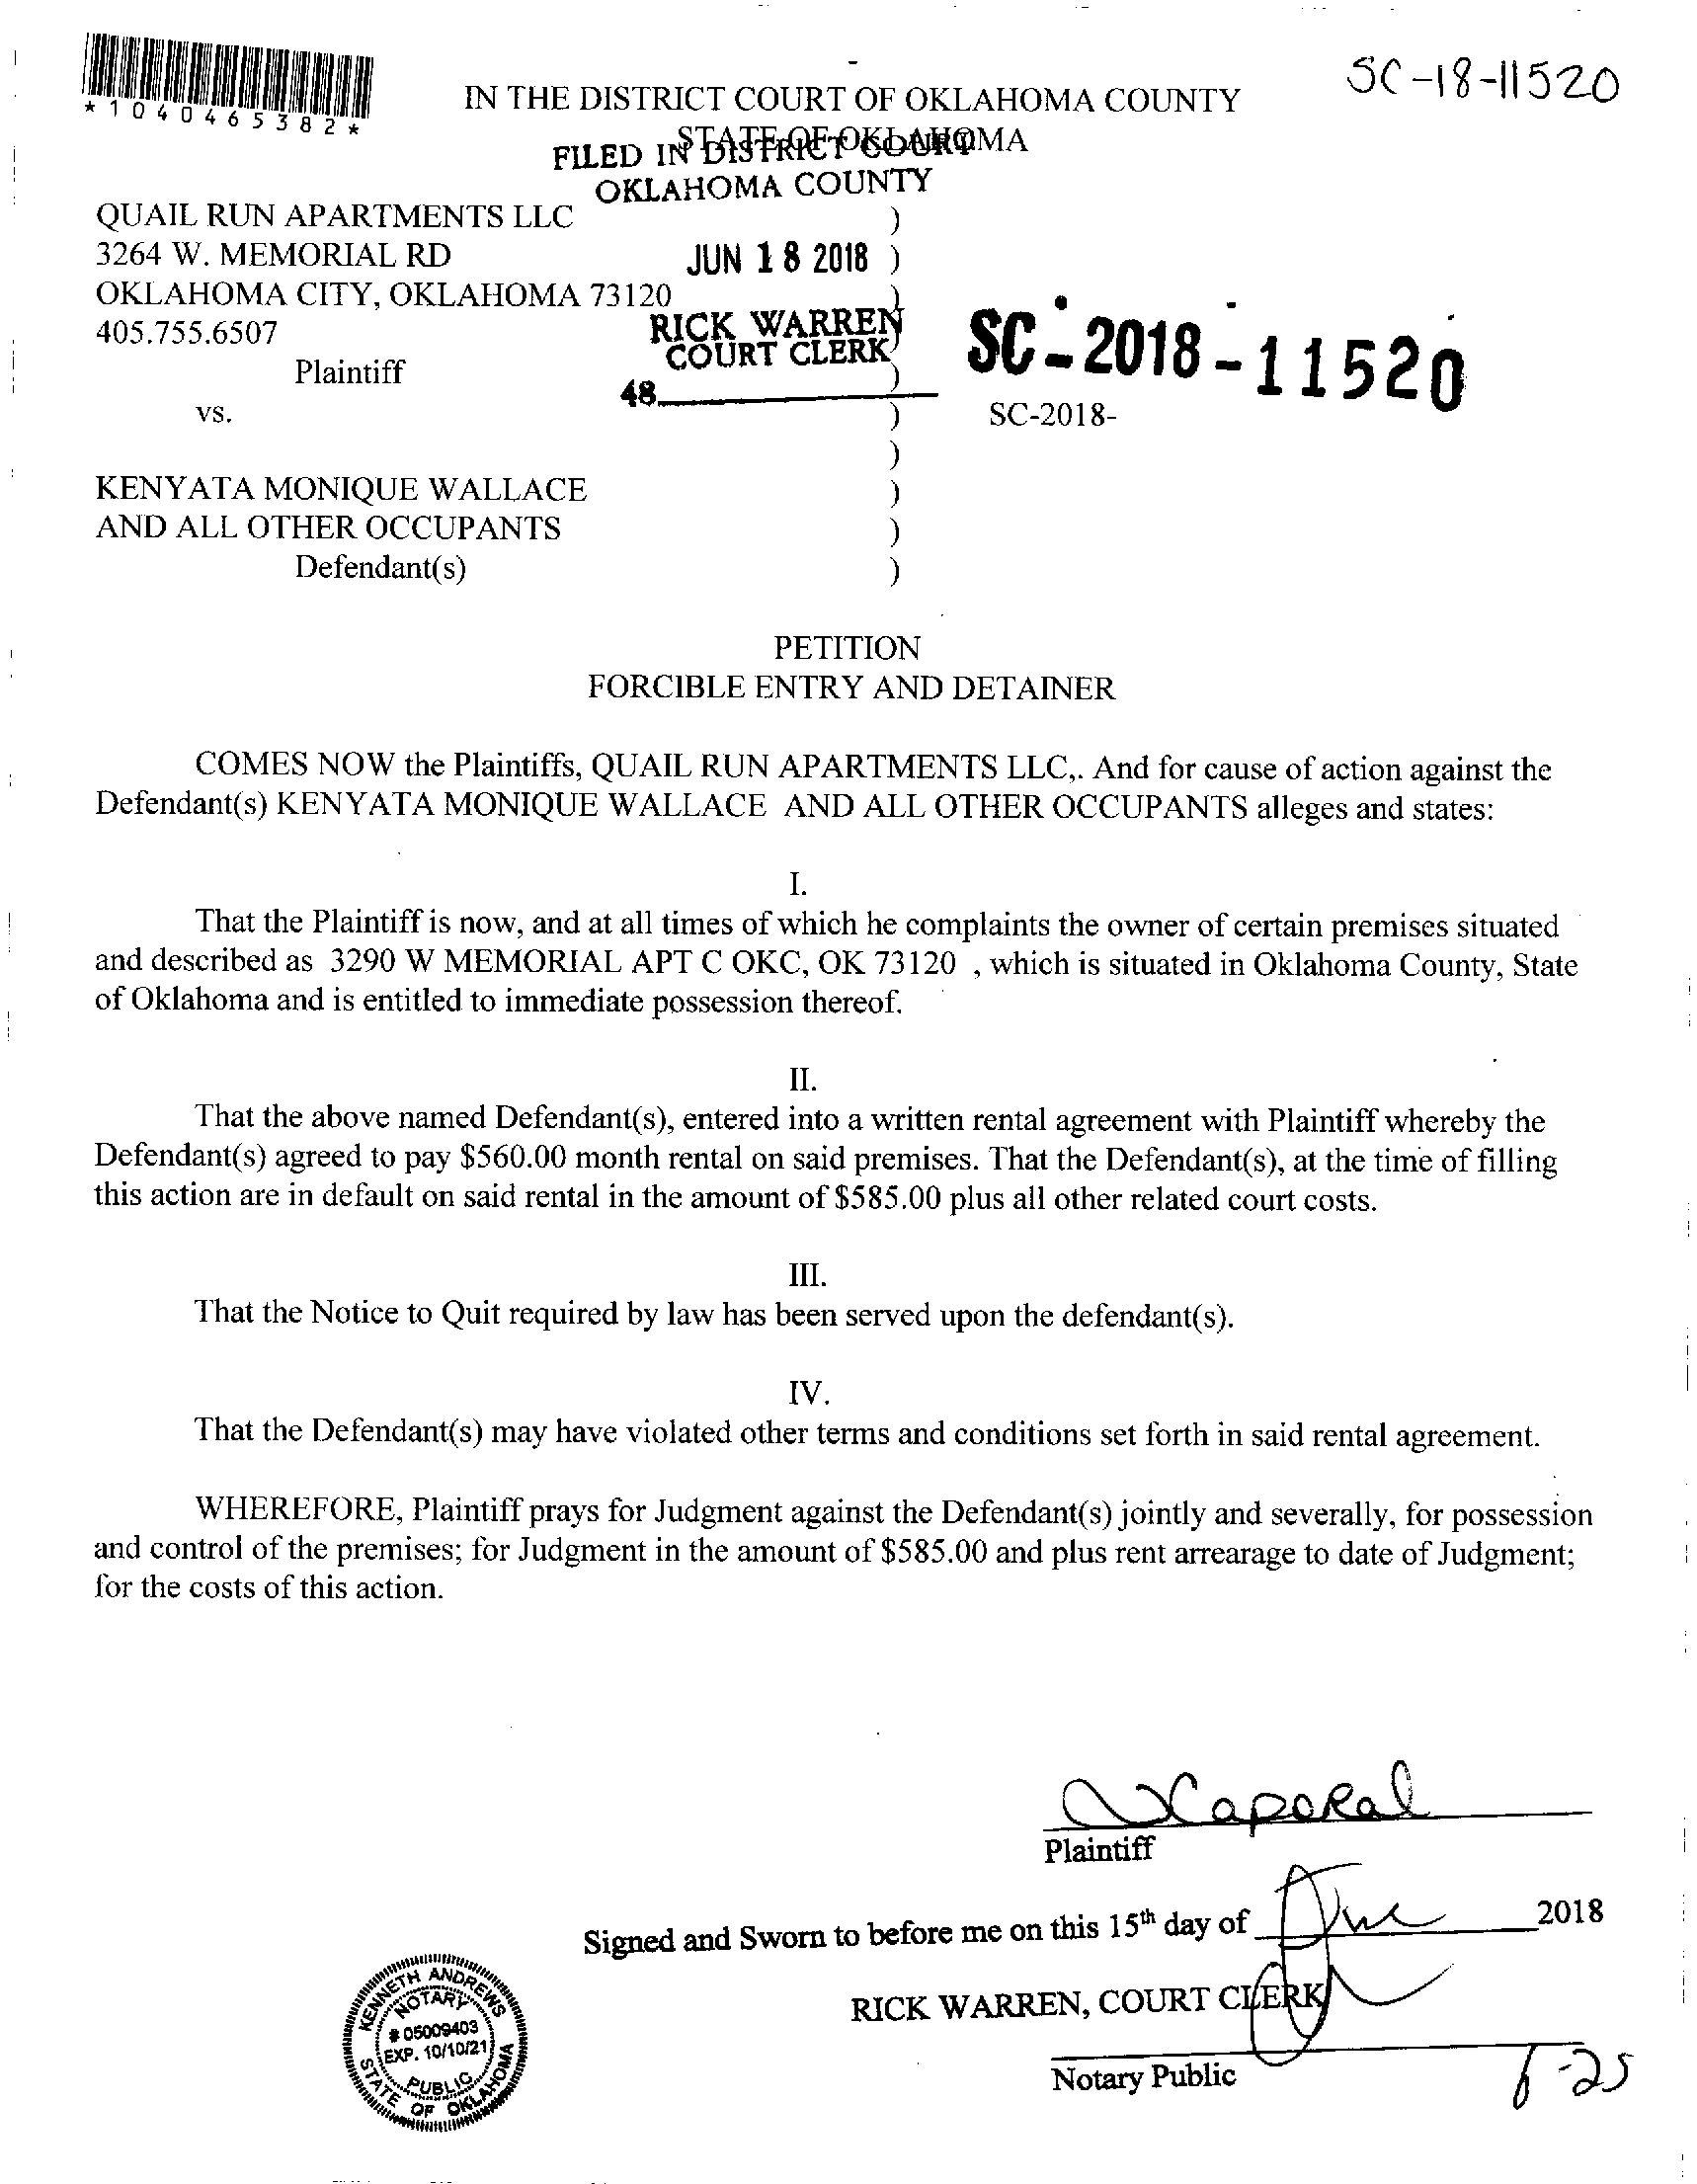 *1040465382*
SC-18-11520
IN THE DISTRICT COURT OF OKLAHOMA COUNTY
STATE OF OKLAHOMA
FILED IN DISTRICT COURT
OKLAHOMA COUNTY
QUAIL RUN APARTMENTS LLC )
3264 W. MEMORIAL RD JUN 18 2018 )
OKLAHOMA CITY, OKLAHOMA 73120 )
405.755.6507 RICK WARREN )
COURT CLERK SC-2018-11520
Plaintiff )
48
vs. ) SC-2018-
)
KENYATA MONIQUE WALLACE )
AND ALL OTHER OCCUPANTS )
Defendant(s) )
PETITION
FORCIBLE ENTRY AND DETAINER
COMES NOW the Plaintiffs, QUAIL RUN APARTMENTS LLC,. And for cause of action against the
Defendant(s) KENYATA MONIQUE WALLACE AND ALL OTHER OCCUPANTS alleges and states:
I.
That the Plaintiff is now, and at all times of which he complaints the owner of certain premises situated
and described as 3290 W MEMORIAL APT C OKC, OK 73120 , which is situated in Oklahoma County, State
of Oklahoma and is entitled to immediate possession thereof.
II.
That the above named Defendant(s), entered into a written rental agreement with Plaintiff whereby the
Defendant(s) agreed to pay $560.00 month rental on said premises. That the Defendant(s), at the time of filling
this action are in default on said rental in the amount of $585.00 plus all other related court costs.
III.
That the Notice to Quit required by law has been served upon the defendant(s).
IV.
That the Defendant(s) may have violated other terms and conditions set forth in said rental agreement.
WHEREFORE, Plaintiff prays for Judgment against the Defendant(s) jointly and severally, for possession
and control of the premises; for Judgment in the amount of $585.00 and plus rent arrearage to date of Judgment;
for the costs of this action.
Caporal
Plaintiff
Signed and Sworn to before me on this 15th day of June 2018
RICK WARREN, COURT CLERK
Notary Public
6-25
KENNETH ANDREWS
NOTARY
# 05009403
EXP. 10/10/21
PUBLIC
STATE OF OKLAHOMA